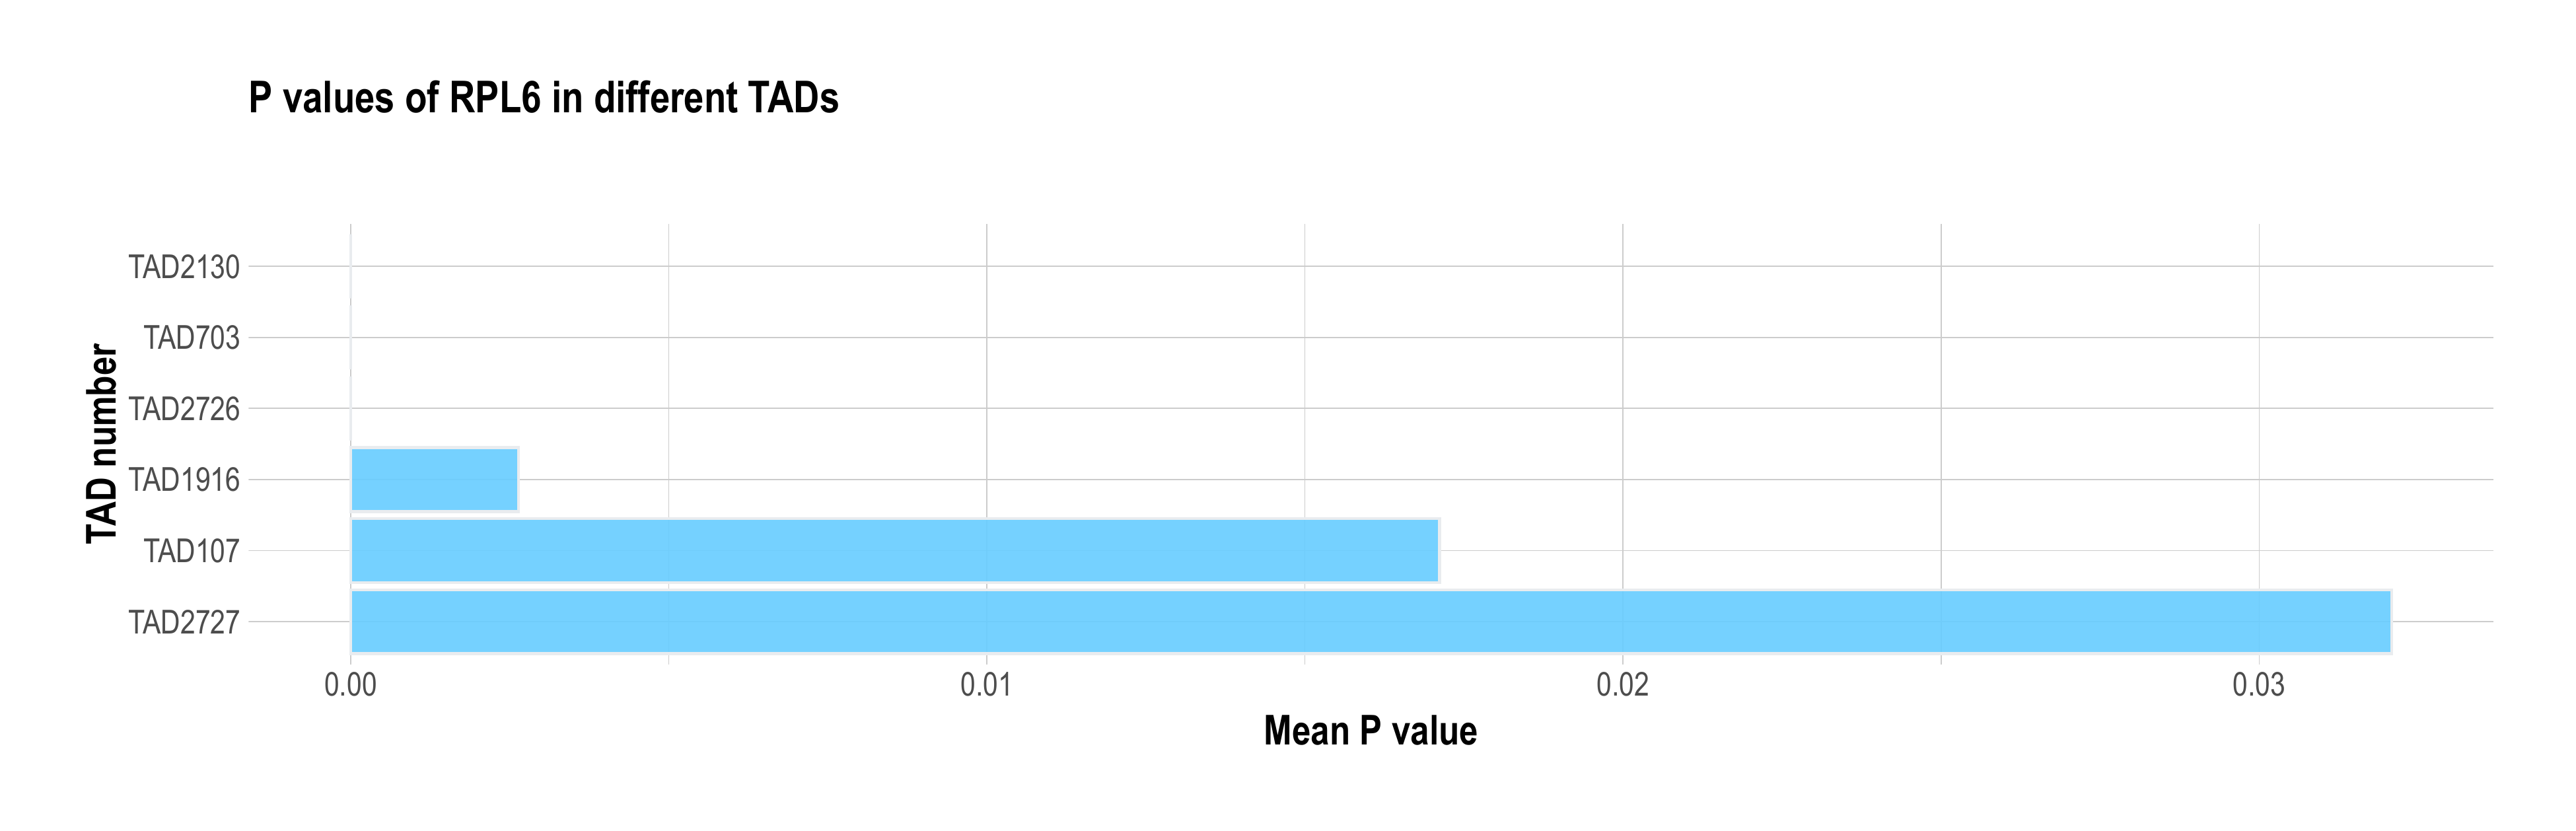 P values of RPL6 in different TADs
TAD number
TAD2130
TAD703
TAD2726
TAD1916
TAD107
TAD2727
0.00
0.01
0.02
0.03
Mean P value